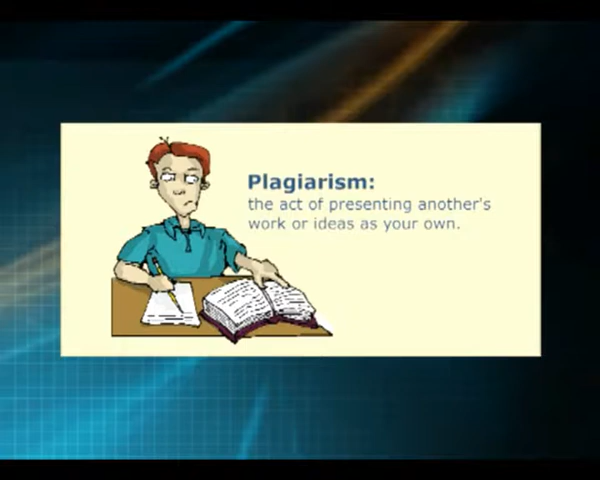 Plagiarism:
the act of presenting another's
work or ideas as your own.